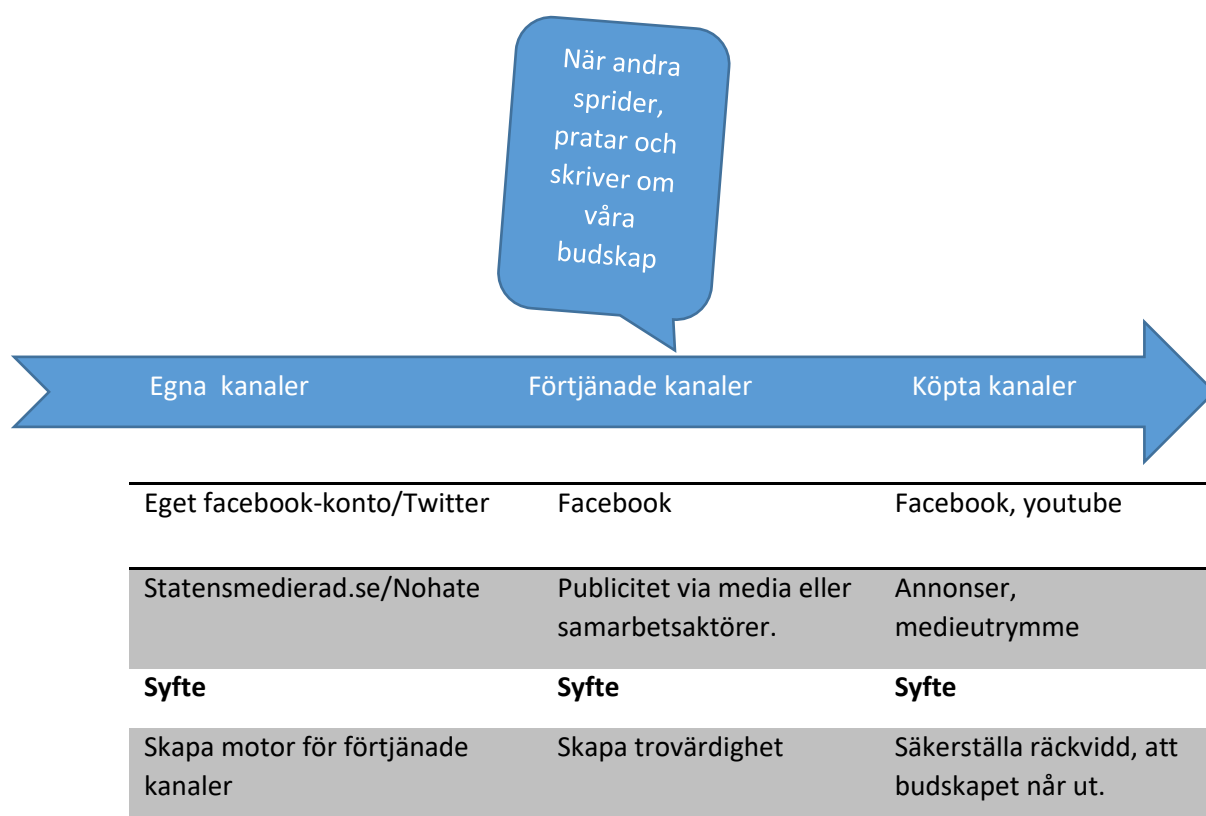 När andra
sprider,
pratar och
skriver om
våra
budskap
Egna kanaler
Förtjänade kanaler
Köpta kanaler
Eget facebook-konto/Twitter
Facebook
Facebook, youtube
Statensmedierad.se/Nohate
Publicitet via media eller
samarbetsaktörer.
Annonser,
medieutrymme
Syfte
Syfte
Syfte
Skapa motor för förtjänade
kanaler
Skapa trovärdighet
Säkerställa räckvidd, att
budskapet når ut.